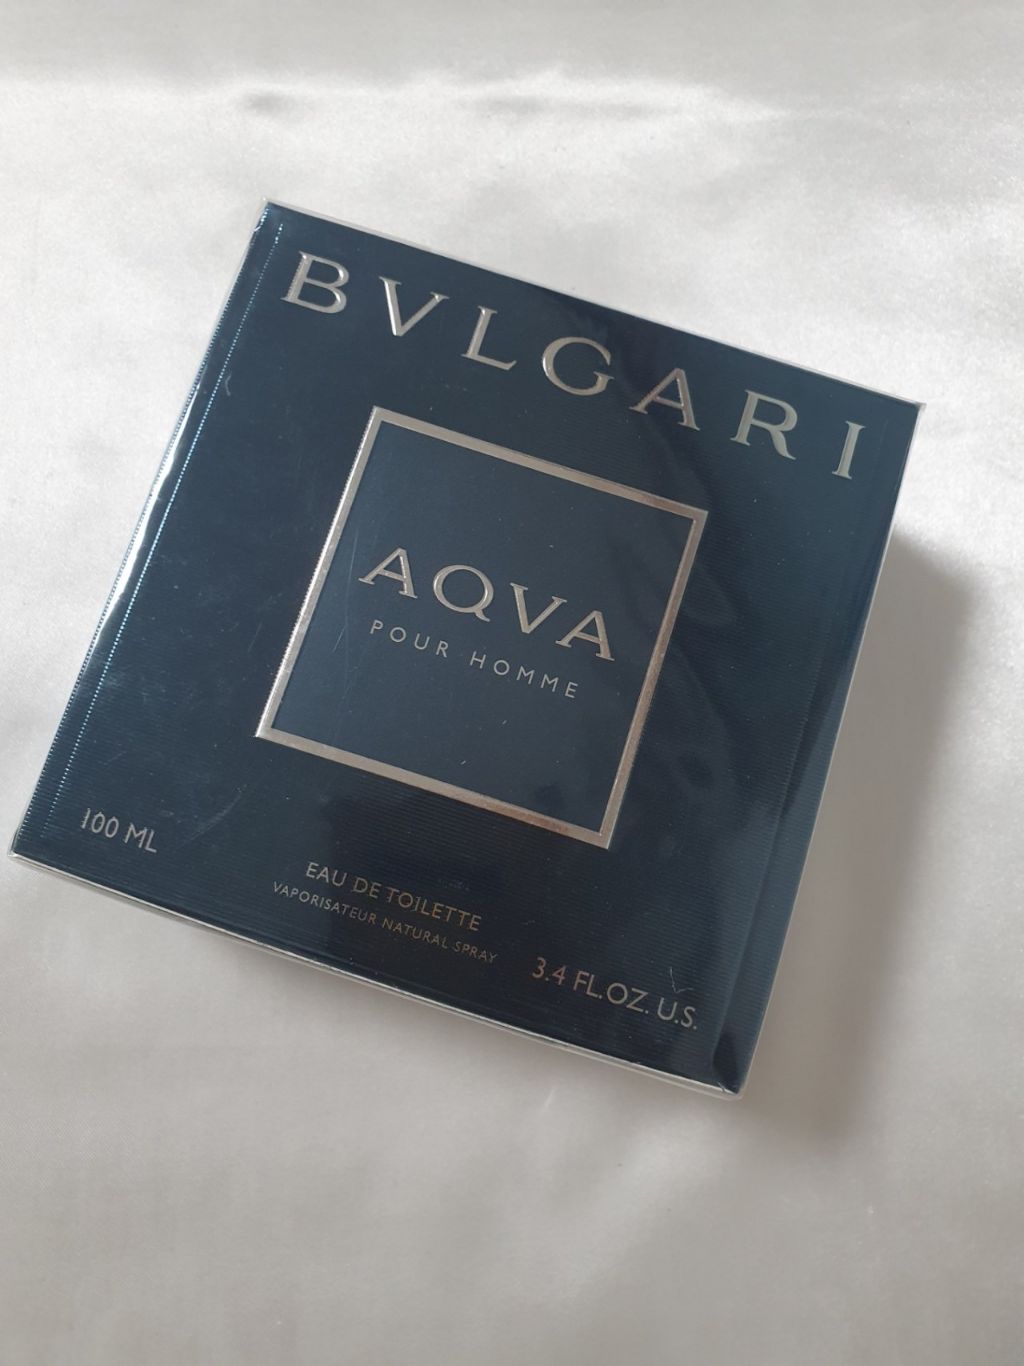 BVLGARI
AQVA
POUR HOMME
100 ML
EAU DE TOILETTE
VAPORISATEUR NATURAL SPRAY
3.4 FL.OZ. U.S.